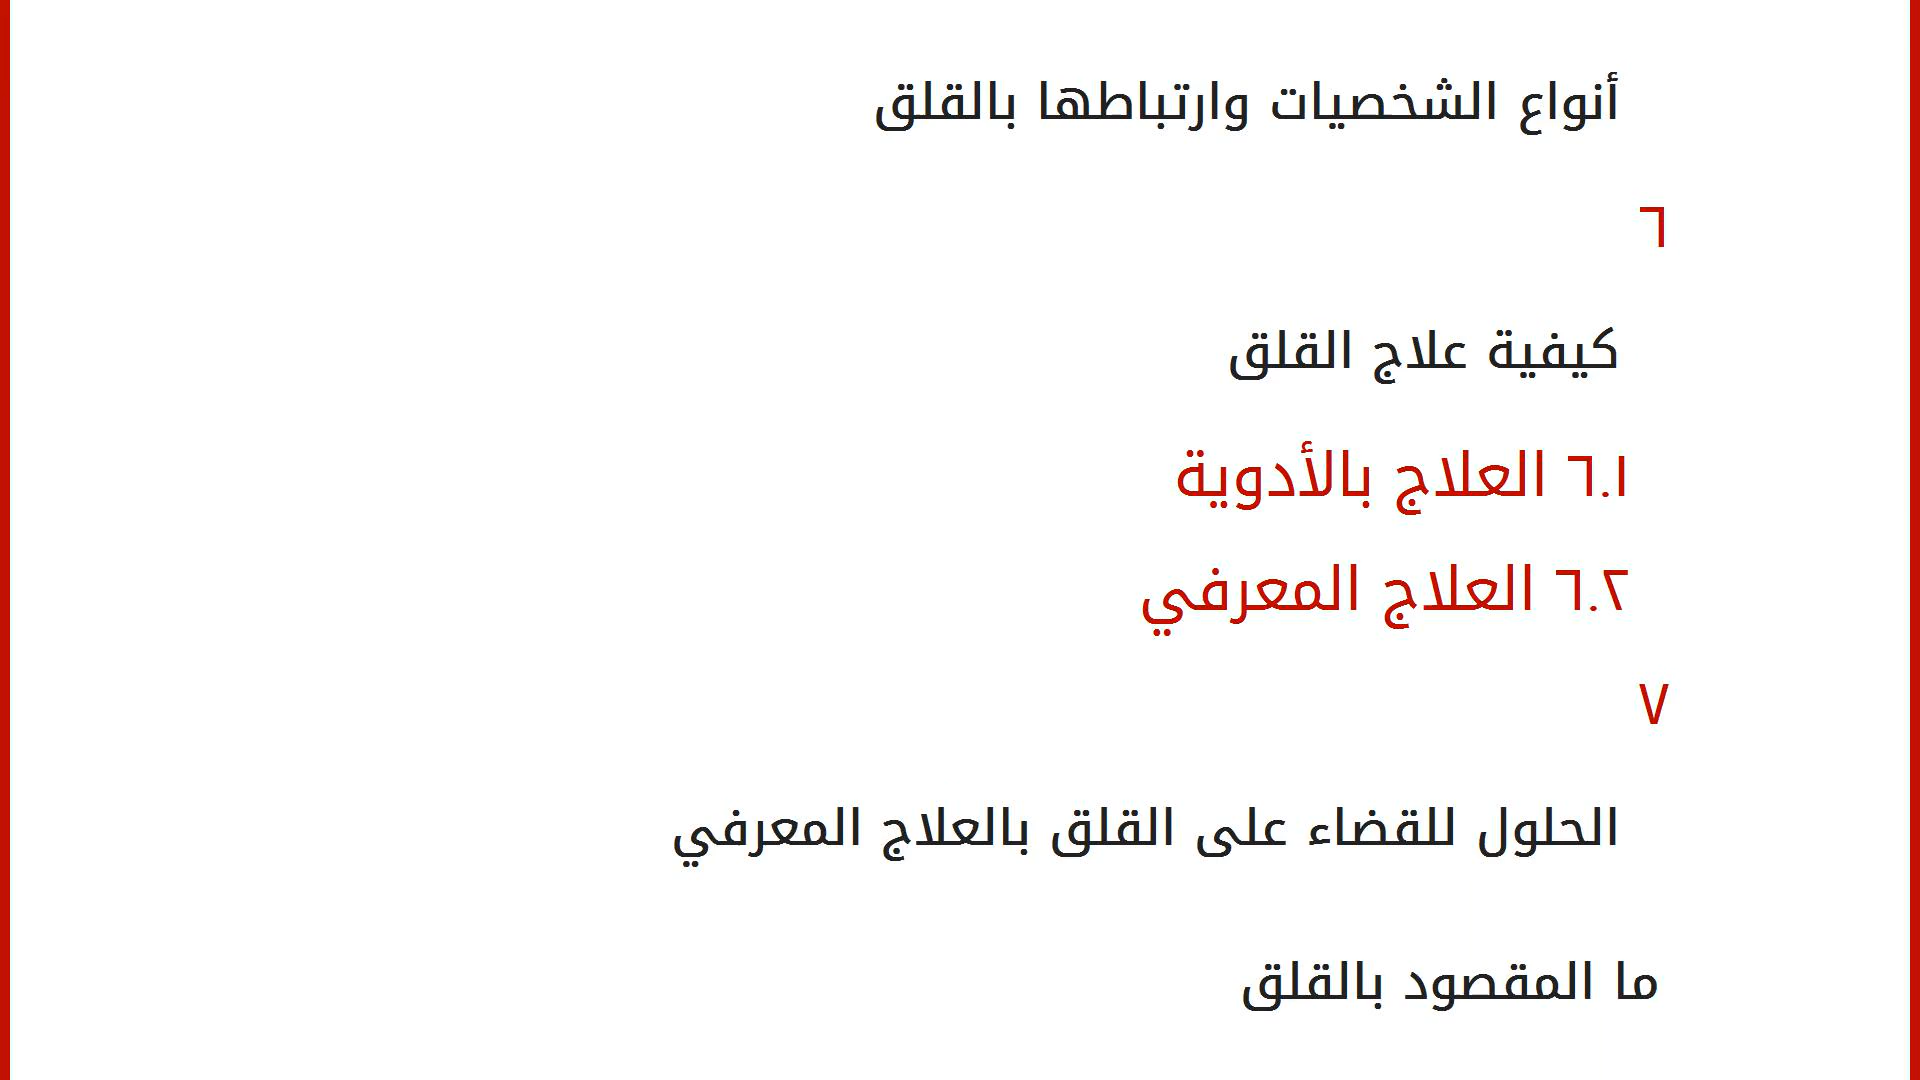 أنواع الشخصيات وارتباطها بالقلق
٦
كيفية علاج القلق
٦.١ العلاج بالأدوية
٦.٢ العلاج المعرفي
٧
الحلول للقضاء على القلق بالعلاج المعرفي
ما المقصود بالقلق